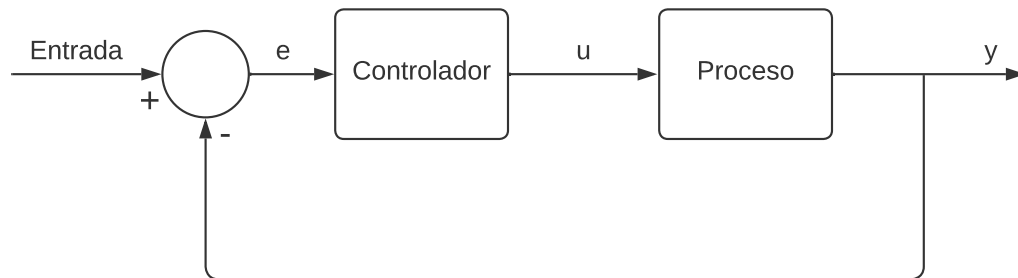 Entrada
e
Controlador
u
Proceso
y
+
-